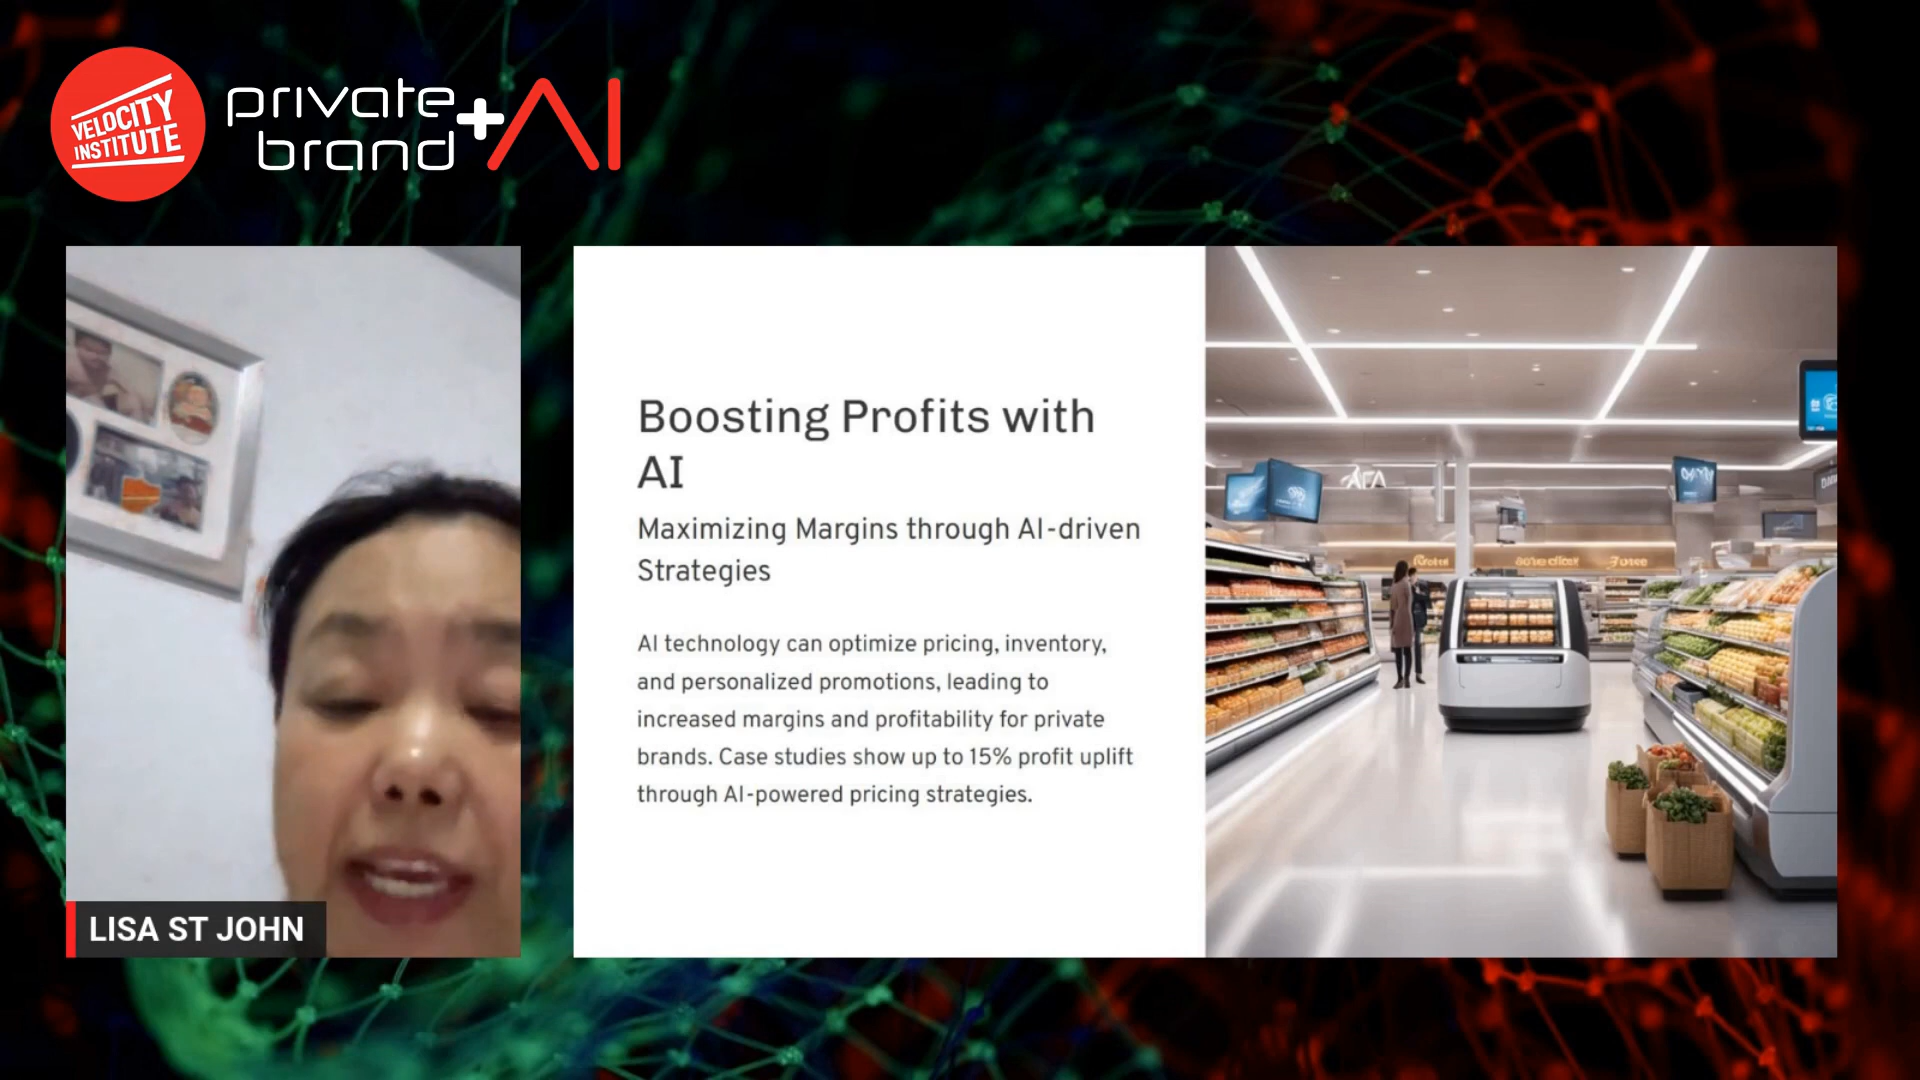 VELOCITY
INSTITUTE
private
brand
+AI
Boosting Profits with
AI
Maximizing Margins through AI-driven
Strategies
AI technology can optimize pricing, inventory,
and personalized promotions, leading to
increased margins and profitability for private
brands. Case studies show up to 15% profit uplift
through AI-powered pricing strategies.
LISA ST JOHN